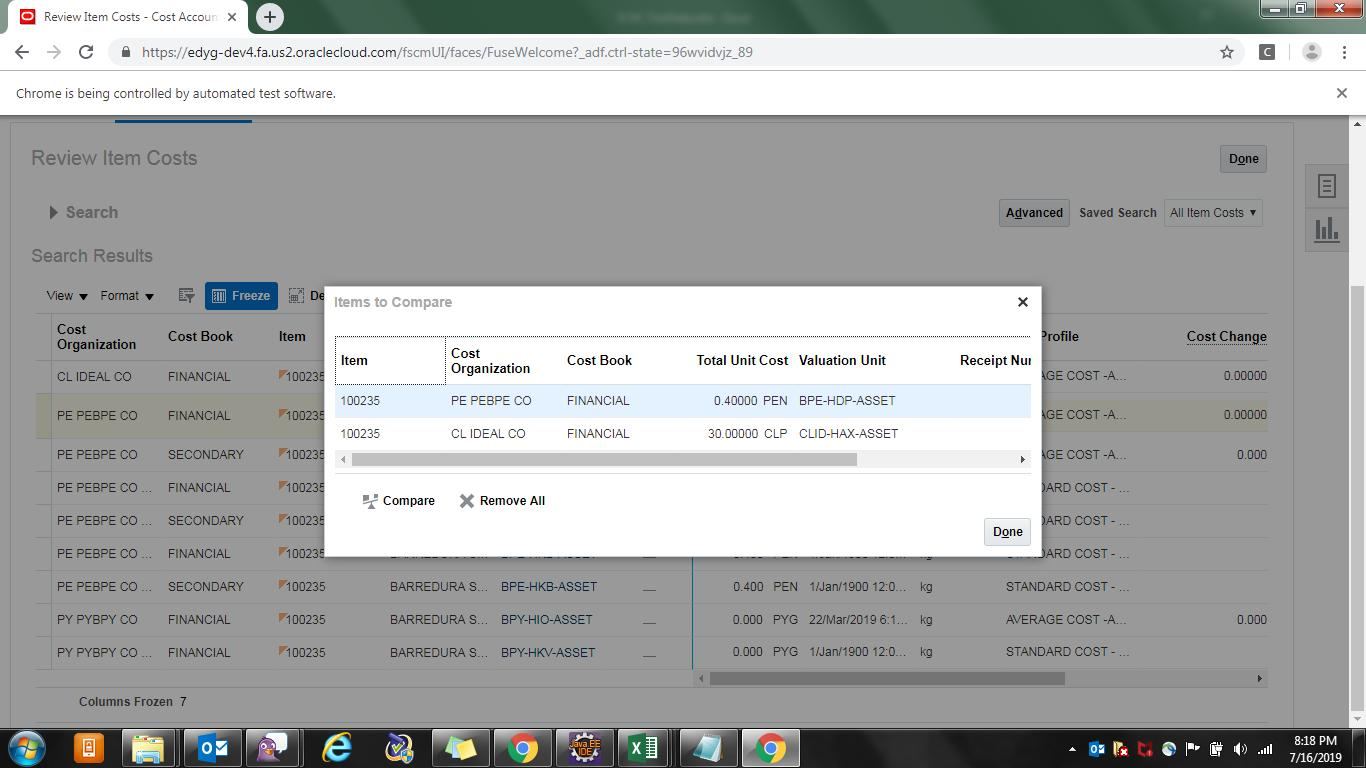 Review Item Costs - Cost Accoun
https://edyg-dev4.fa.us2.oraclecloud.com/fscmUI/faces/FuseWelcome?_adf.ctrl-state=96wvidvjz_89
C
Chrome is being controlled by automated test software.
Review Item Costs
Done
Search
Advanced Saved Search All Item Costs
Search Results
View Format Freeze De
Cost Organization Cost Book Item Profile Cost Change
CL IDEAL CO FINANCIAL 100235 AGE COST -A... 0.00000
PE PEBPE CO FINANCIAL 100235 AGE COST -A... 0.00000
PE PEBPE CO SECONDARY 100235 AGE COST -A... 0.000
PE PEBPE CO ... FINANCIAL 100235 DARD COST - ...
PE PEBPE CO ... SECONDARY 100235 DARD COST - ...
PE PEBPE CO ... FINANCIAL 100235 DARD COST - ...
PE PEBPE CO ... SECONDARY 100235 BARREDURA S... BPE-HKB-ASSET 0.400 PEN 1/Jan/1900 12:0... kg STANDARD COST - ...
PY PYBPY CO FINANCIAL 100235 BARREDURA S... BPY-HIO-ASSET 0.000 PYG 22/Mar/2019 6:1... kg AVERAGE COST -A... 0.000
PY PYBPY CO ... FINANCIAL 100235 BARREDURA S... BPY-HKV-ASSET 0.000 PYG 1/Jan/1900 12:0... kg STANDARD COST - ...
Columns Frozen 7
Items to Compare
Item Cost Organization Cost Book Total Unit Cost Valuation Unit Receipt Nur
100235 PE PEBPE CO FINANCIAL 0.40000 PEN BPE-HDP-ASSET
100235 CL IDEAL CO FINANCIAL 30.00000 CLP CLID-HAX-ASSET
Compare Remove All
Done
Java EE
IDE
8:18 PM
7/16/2019